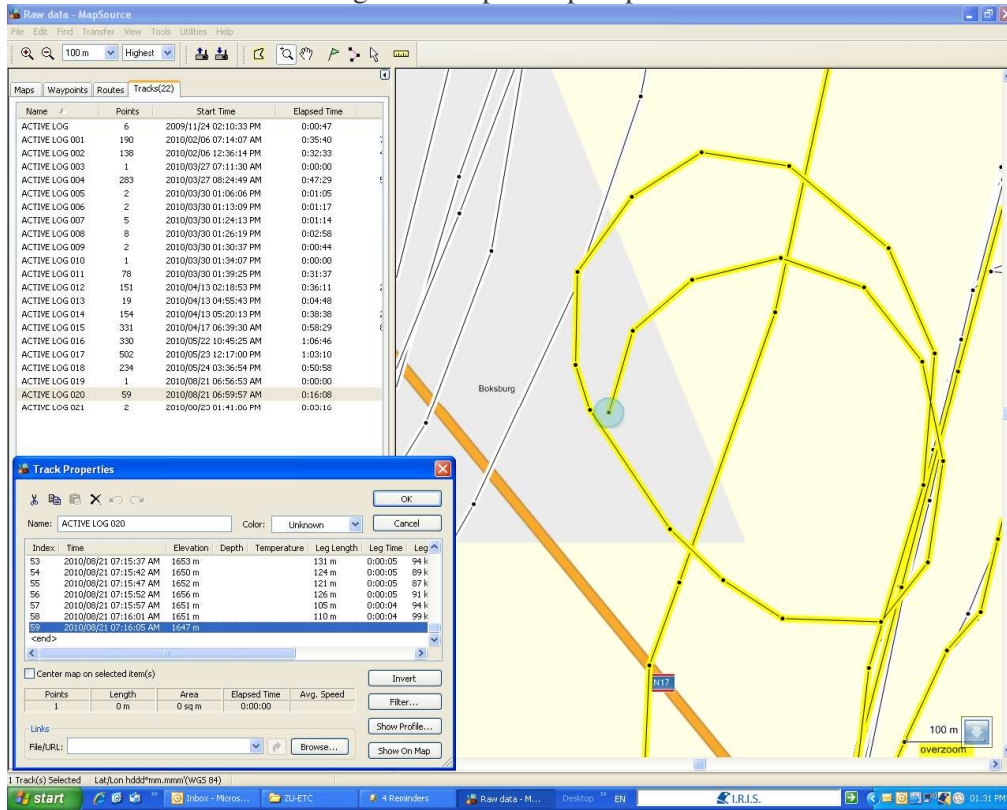 Raw data - MapSource
File Edit Find Transfer View Tools Utilities Help
100 m Highest
Maps Waypoints Routes Tracks(22)
Name / Points Start Time Elapsed Time
ACTIVE LOG 6 2009/11/24 02:10:33 PM 0:00:47
ACTIVE LOG 001 190 2010/02/06 07:14:07 AM 0:35:40
ACTIVE LOG 002 138 2010/02/06 12:36:14 PM 0:32:33
ACTIVE LOG 003 1 2010/03/27 07:11:30 AM 0:00:00
ACTIVE LOG 004 283 2010/03/27 08:24:49 AM 0:47:29
ACTIVE LOG 005 2 2010/03/30 01:06:06 PM 0:01:05
ACTIVE LOG 006 2 2010/03/30 01:13:09 PM 0:01:17
ACTIVE LOG 007 5 2010/03/30 01:24:13 PM 0:01:14
ACTIVE LOG 008 8 2010/03/30 01:26:19 PM 0:02:58
ACTIVE LOG 009 2 2010/03/30 01:30:37 PM 0:00:44
ACTIVE LOG 010 1 2010/03/30 01:34:07 PM 0:00:00
ACTIVE LOG 011 78 2010/03/30 01:39:25 PM 0:31:37
ACTIVE LOG 012 151 2010/04/13 02:18:53 PM 0:36:11
ACTIVE LOG 013 19 2010/04/13 04:55:43 PM 0:04:48
ACTIVE LOG 014 154 2010/04/13 05:20:13 PM 0:38:38
ACTIVE LOG 015 331 2010/04/17 06:39:30 AM 0:58:29
ACTIVE LOG 016 330 2010/05/22 10:45:25 AM 1:06:46
ACTIVE LOG 017 502 2010/05/23 12:17:00 PM 1:03:10
ACTIVE LOG 018 234 2010/05/24 03:36:54 PM 0:50:58
ACTIVE LOG 019 1 2010/08/21 06:56:53 AM 0:00:00
ACTIVE LOG 020 59 2010/08/21 06:59:57 AM 0:16:08
ACTIVE LOG 021 2 01:41:06 PM 0:00:16
Boksburg
N17
100 m
overzoom
Track Properties
OK
Name: ACTIVE LOG 020 Color: Unknown Cancel
Index Time Elevation Depth Temperature Leg Length Leg Time Leg
53 2010/08/21 07:15:37 AM 1653 m 131 m 0:00:05 94 k
54 2010/08/21 07:15:42 AM 1650 m 124 m 0:00:05 89 k
55 2010/08/21 07:15:47 AM 1652 m 121 m 0:00:05 87 k
56 2010/08/21 07:15:52 AM 1656 m 126 m 0:00:05 91 k
57 2010/08/21 07:15:57 AM 1651 m 105 m 0:00:04 94 k
58 2010/08/21 07:16:01 AM 1651 m 110 m 0:00:04 99 k
59 2010/08/21 07:16:05 AM 1647 m
<end>
Center map on selected item(s) Invert
Points Length Area Elapsed Time Avg. Speed
1 0 m 0 sq m 0:00:00
Filter...
Links Show Profile...
File/URL: Browse... Show On Map
1 Track(s) Selected Lat/Lon hddd°mm.mmm'(WGS 84)
start Inbox - Micros... ZU-ETC 4 Reminders Raw data - M... Desktop EN I.R.I.S. 01:31 PM